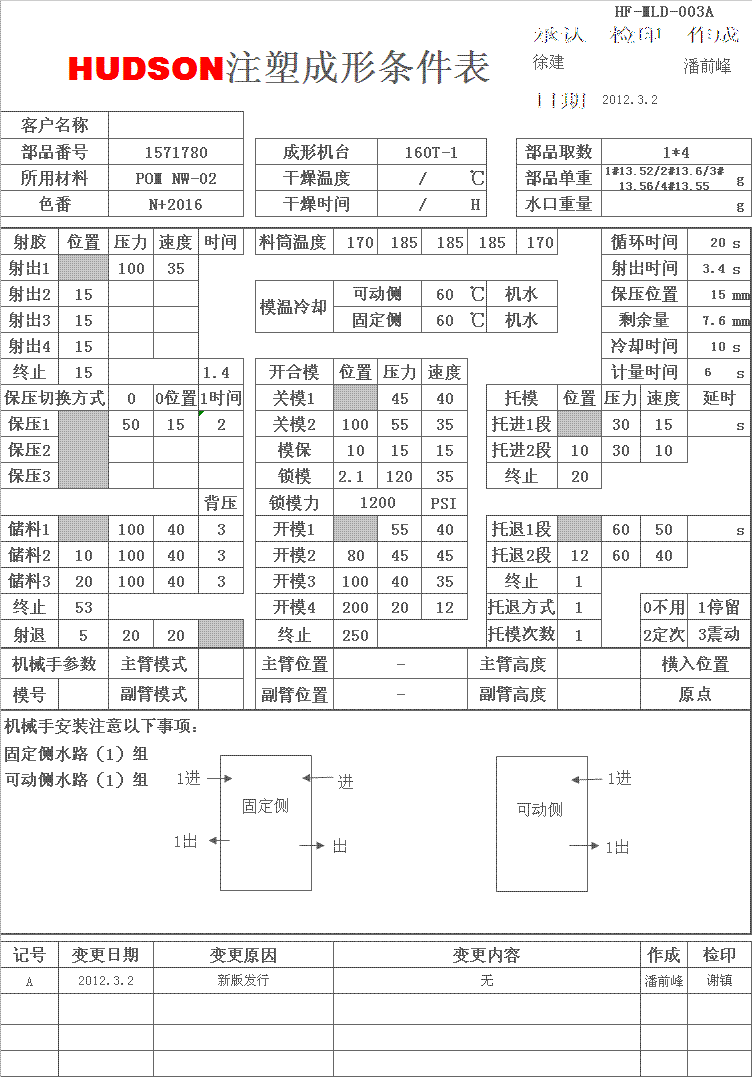 HF-MLD-003A
承认 检印 作成
徐建 潘前峰
日期 2012.3.2
HUDSON注塑成形条件表
客户名称
部品番号 1571780 成形机台 160T-1 部品取数 1*4
所用材料 POM NW-02 干燥温度 / ℃ 部品单重 1#13.52/2#13.6/3#
13.56/4#13.55 g
色番 N+2016 干燥时间 / H 水口重量 g
射胶 位置 压力 速度 时间 料筒温度 170 185 185 185 170 循环时间 20 s
射出1 100 35 射出时间 3.4 s
射出2 15 模温冷却 可动侧 60 ℃ 机水 保压位置 15 mm
射出3 15 固定侧 60 ℃ 机水 剩余量 7.6 mm
射出4 15 冷却时间 10 s
终止 15 1.4 开合模 位置 压力 速度 计量时间 6 s
保压切换方式 0 0位置 1时间 关模1 45 40 托模 位置 压力 速度 延时
保压1 50 15 2 关模2 100 55 35 托进1段 30 15 s
保压2 模保 10 15 15 托进2段 10 30 10
保压3 锁模 2.1 120 35 终止 20
背压 锁模力 1200 PSI
储料1 100 40 3 开模1 55 40 托退1段 60 50 s
储料2 10 100 40 3 开模2 80 45 45 托退2段 12 60 40
储料3 20 100 40 3 开模3 100 40 35 终止 1
终止 53 开模4 200 20 12 托退方式 1 0不用 1停留
射退 5 20 20 终止 250 托模次数 1 2定次 3震动
机械手参数 主臂模式 主臂位置 - 主臂高度 横入位置
模号 副臂模式 副臂位置 - 副臂高度 原点
机械手安装注意以下事项:
固定侧水路（1）组
可动侧水路（1）组
1进 进 1进
固定侧 可动侧
1出 出 1出
记号 变更日期 变更原因 变更内容 作成 检印
A 2012.3.2 新版发行 无 潘前峰 谢镇